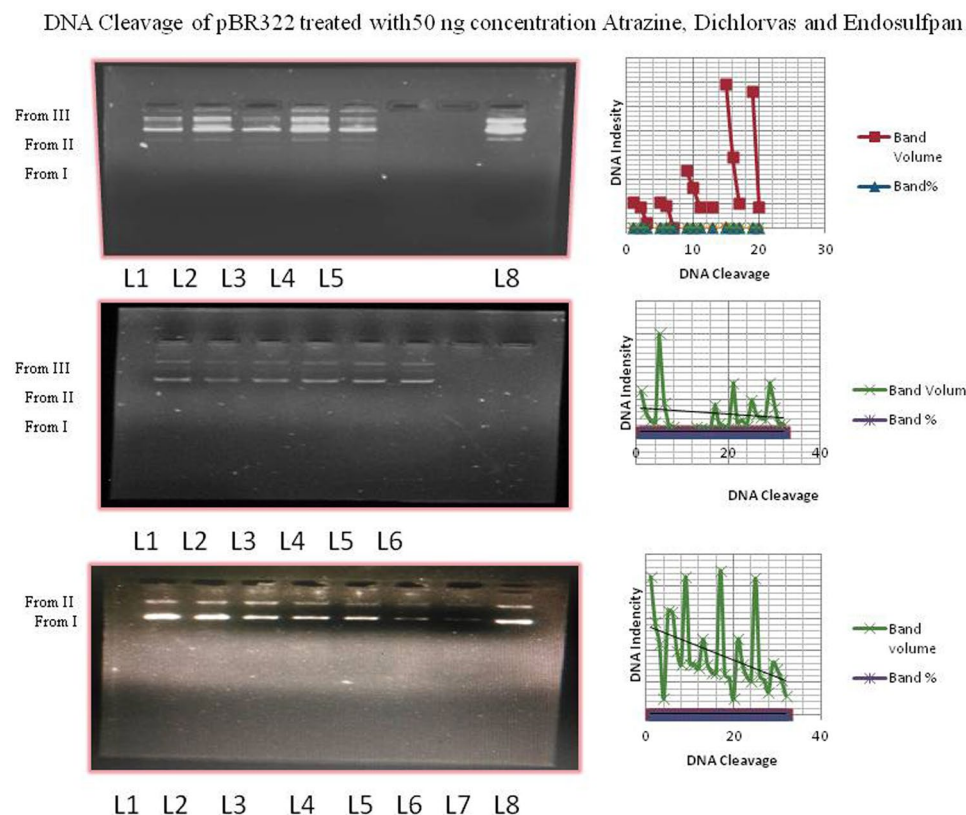 DNA Cleavage of pBR322 treated with50 ng concentration Atrazine, Dichlorvas and Endosulfpan
From III
From II
From I
L1 L2 L3 L4 L5 L8
DNA Indesity
Band Volume
Band%
0 10 20 30
DNA Cleavage
From III
From II
From I
L1 L2 L3 L4 L5 L6
DNA Indensity
Band Volum
Band %
0 20 40
DNA Cleavage
From II
From I
L1 L2 L3 L4 L5 L6 L7 L8
DNA Indencity
Band volume
Band %
0 20 40
DNA Cleavage